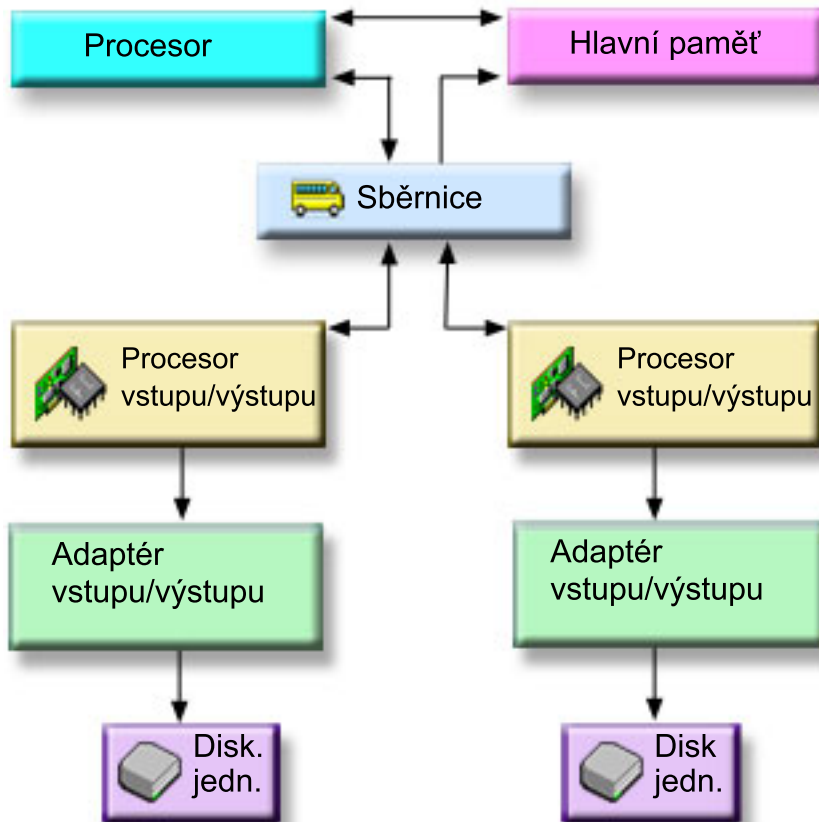 Procesor
Hlavní paměť
Sběrnice
Procesor
vstupu/výstupu
Procesor
vstupu/výstupu
Adaptér
vstupu/výstupu
Adaptér
vstupu/výstupu
Disk.
jedn.
Disk
jedn.